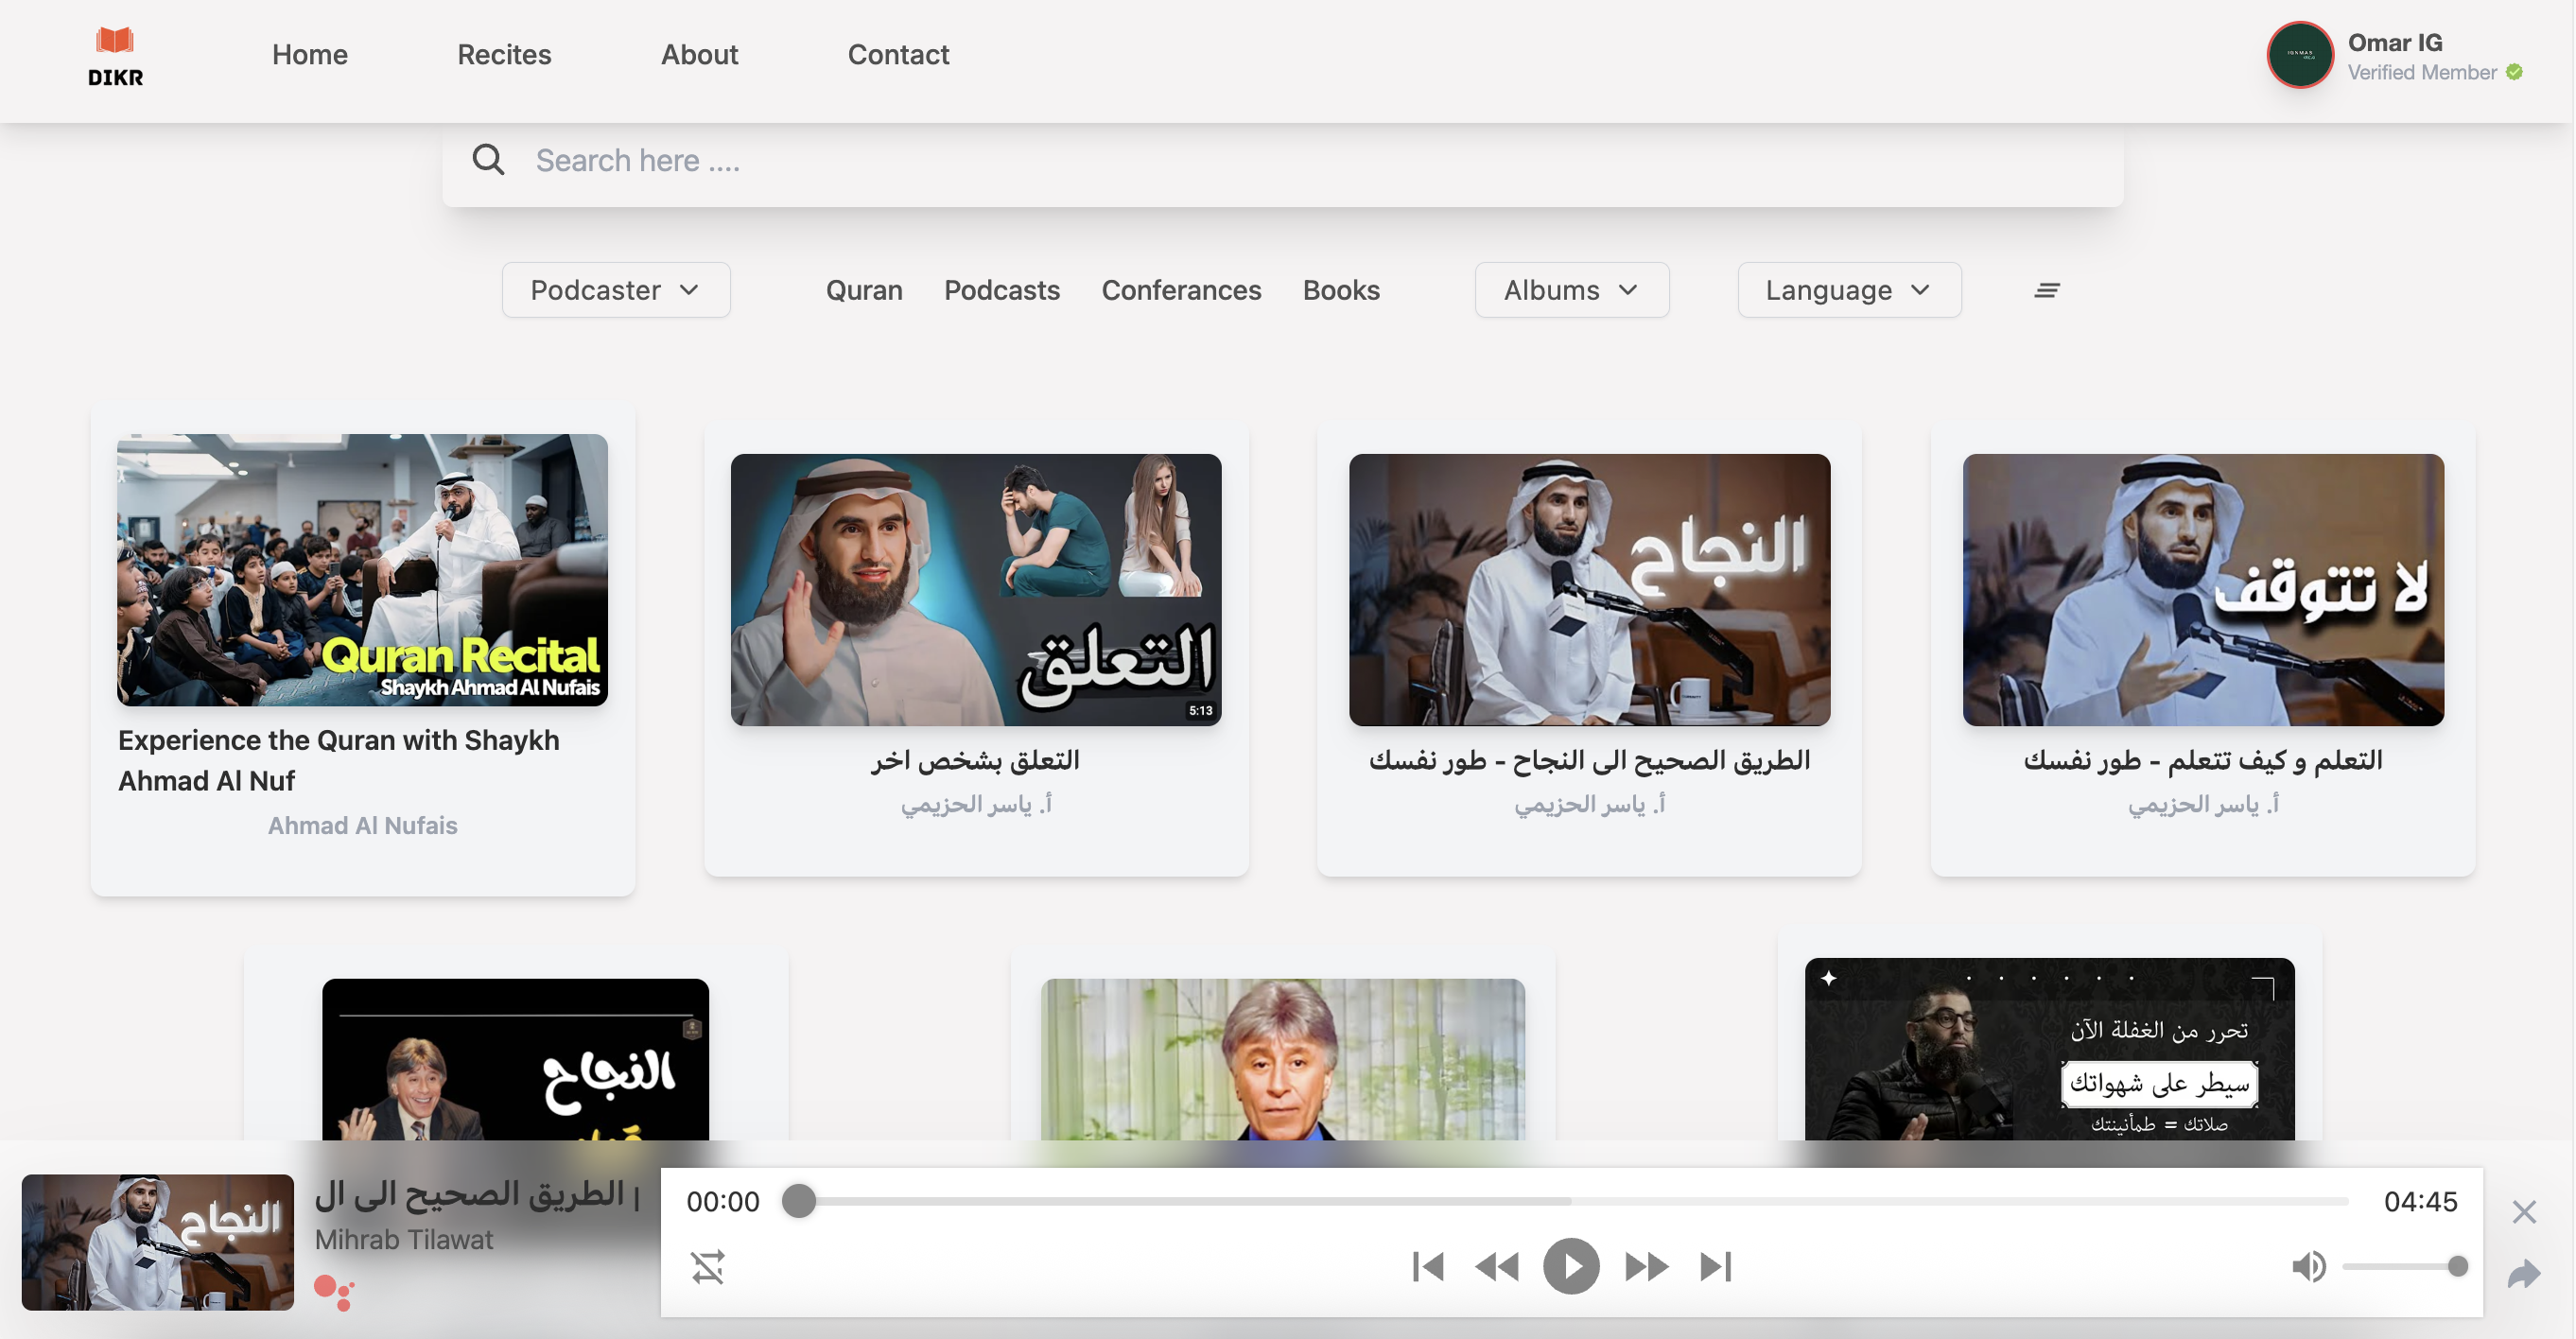 DIKR
Home
Recites
About
Contact
Omar IG
Verified Member
Search here ....
Podcaster
Quran
Podcasts
Conferances
Books
Albums
Language
Quran Recital
Shaykh Ahmad Al Nufais
التعلق
5:13
النجاح
لا تتوقف
Experience the Quran with Shaykh
Ahmad Al Nuf
Ahmad Al Nufais
التعلق بشخص اخر
أ. ياسر الحزيمي
الطريق الصحيح الى النجاح - طور نفسك
أ. ياسر الحزيمي
التعلم و كيف تتعلم - طور نفسك
أ. ياسر الحزيمي
النجاح
تحرر من الغفلة الآن
سيطر على شهواتك
صلاتك = طمأنينتك
النجاح
| الطريق الصحيح الى ال
Mihrab Tilawat
00:00
04:45